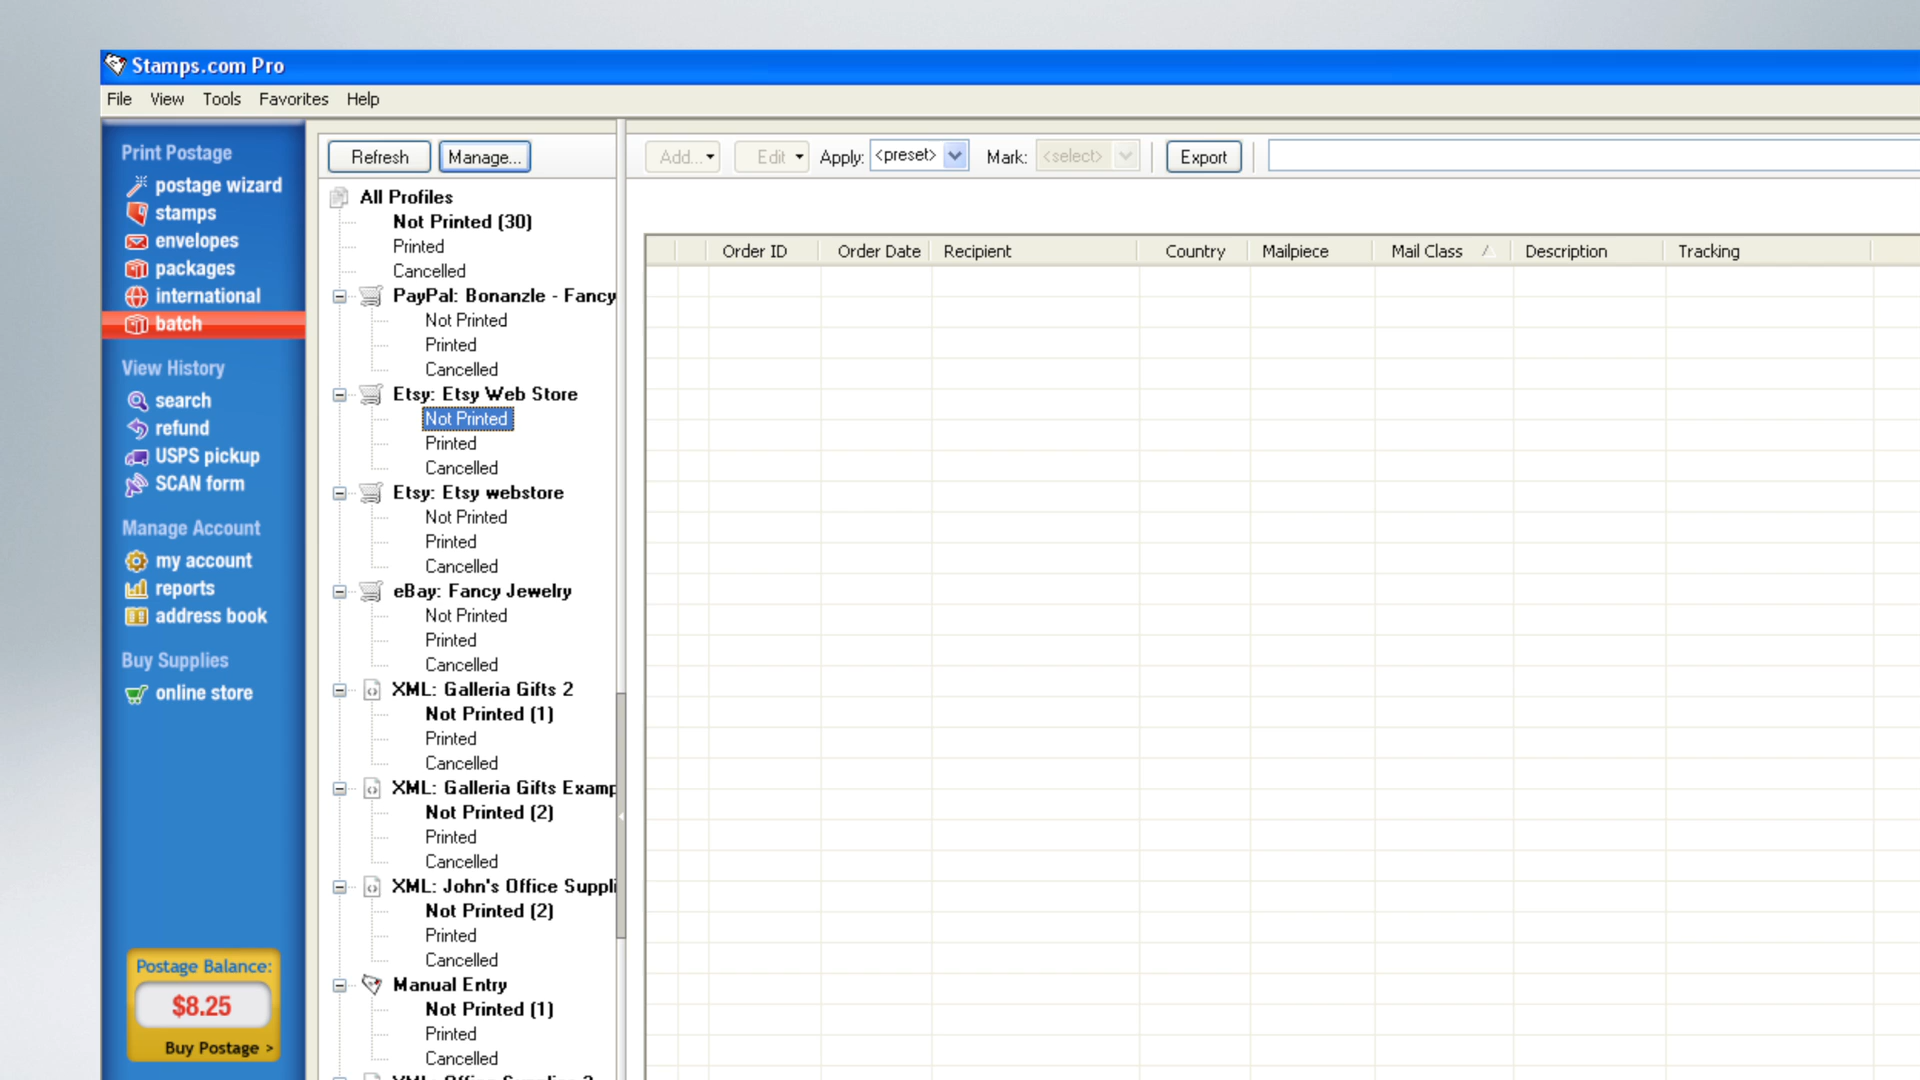 Stamps.com Pro
File View Tools Favorites Help
Print Postage
postage wizard
stamps
envelopes
packages
international
batch
View History
search
refund
USPS pickup
SCAN form
Manage Account
my account
reports
address book
Buy Supplies
online store
Postage Balance:
$8.25
Buy Postage >
Refresh Manage...
All Profiles
Not Printed (30)
Printed
Cancelled
PayPal: Bonanzle - Fancy
Not Printed
Printed
Cancelled
Etsy: Etsy Web Store
Not Printed
Printed
Cancelled
Etsy: Etsy webstore
Not Printed
Printed
Cancelled
eBay: Fancy Jewelry
Not Printed
Printed
Cancelled
XML: Galleria Gifts 2
Not Printed (1)
Printed
Cancelled
XML: Galleria Gifts Examp
Not Printed (2)
Printed
Cancelled
XML: John's Office Suppli
Not Printed (2)
Printed
Cancelled
Manual Entry
Not Printed (1)
Printed
Cancelled
Add... Edit Apply: <preset> Mark: <select> Export
Order ID Order Date Recipient Country Mailpiece Mail Class Description Tracking